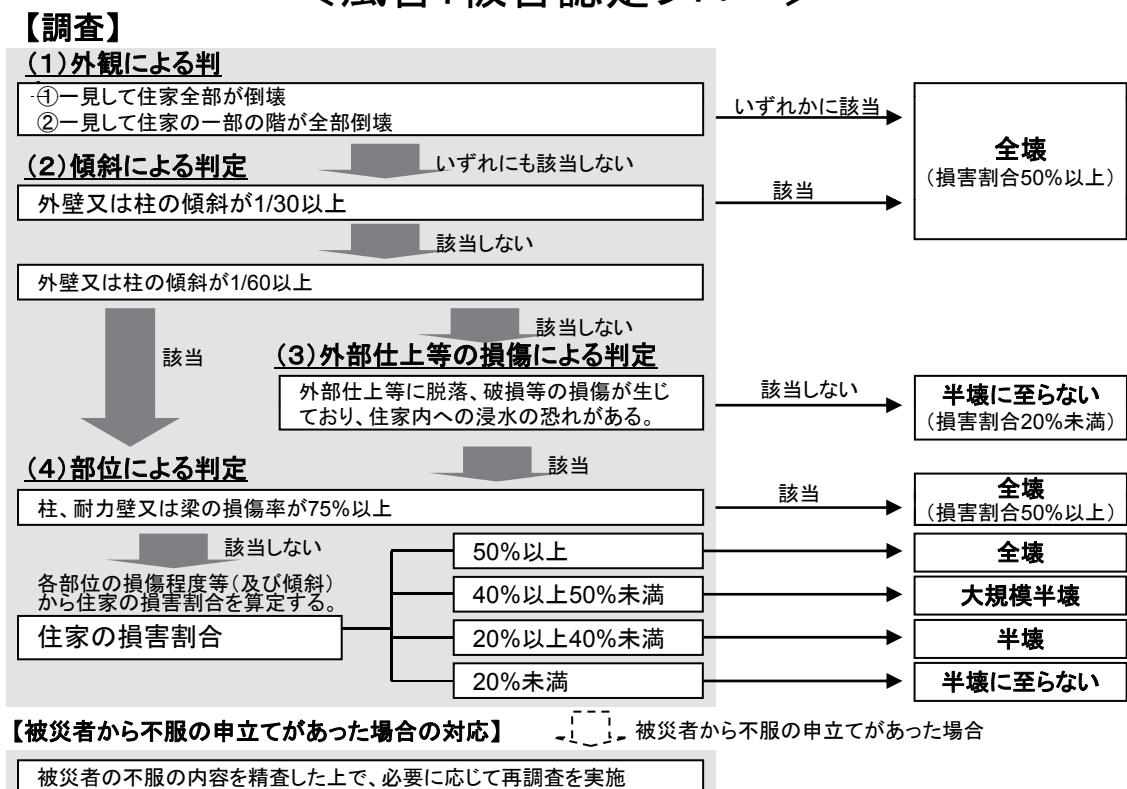 【調査】
(1)外観による判
①一見して住家全部が倒壊
②一見して住家の一部の階が全部倒壊
いずれかに該当
全壊
(損害割合50%以上)
いずれにも該当しない
(2)傾斜による判定
外壁又は柱の傾斜が1/30以上
該当
該当しない
外壁又は柱の傾斜が1/60以上
該当
該当しない
(3)外部仕上等の損傷による判定
外部仕上等に脱落、破損等の損傷が生じ
ており、住家内への浸水の恐れがある。
該当しない
半壊に至らない
(損害割合20%未満)
該当
(4)部位による判定
柱、耐力壁又は梁の損傷率が75%以上
該当
全壊
(損害割合50%以上)
該当しない
各部位の損傷程度等(及び傾斜)
から住家の損害割合を算定する。
住家の損害割合
50%以上
全壊
40%以上50%未満
大規模半壊
20%以上40%未満
半壊
20%未満
半壊に至らない
【被災者から不服の申立てがあった場合の対応】
被災者から不服の申立てがあった場合
被災者の不服の内容を精査した上で、必要に応じて再調査を実施